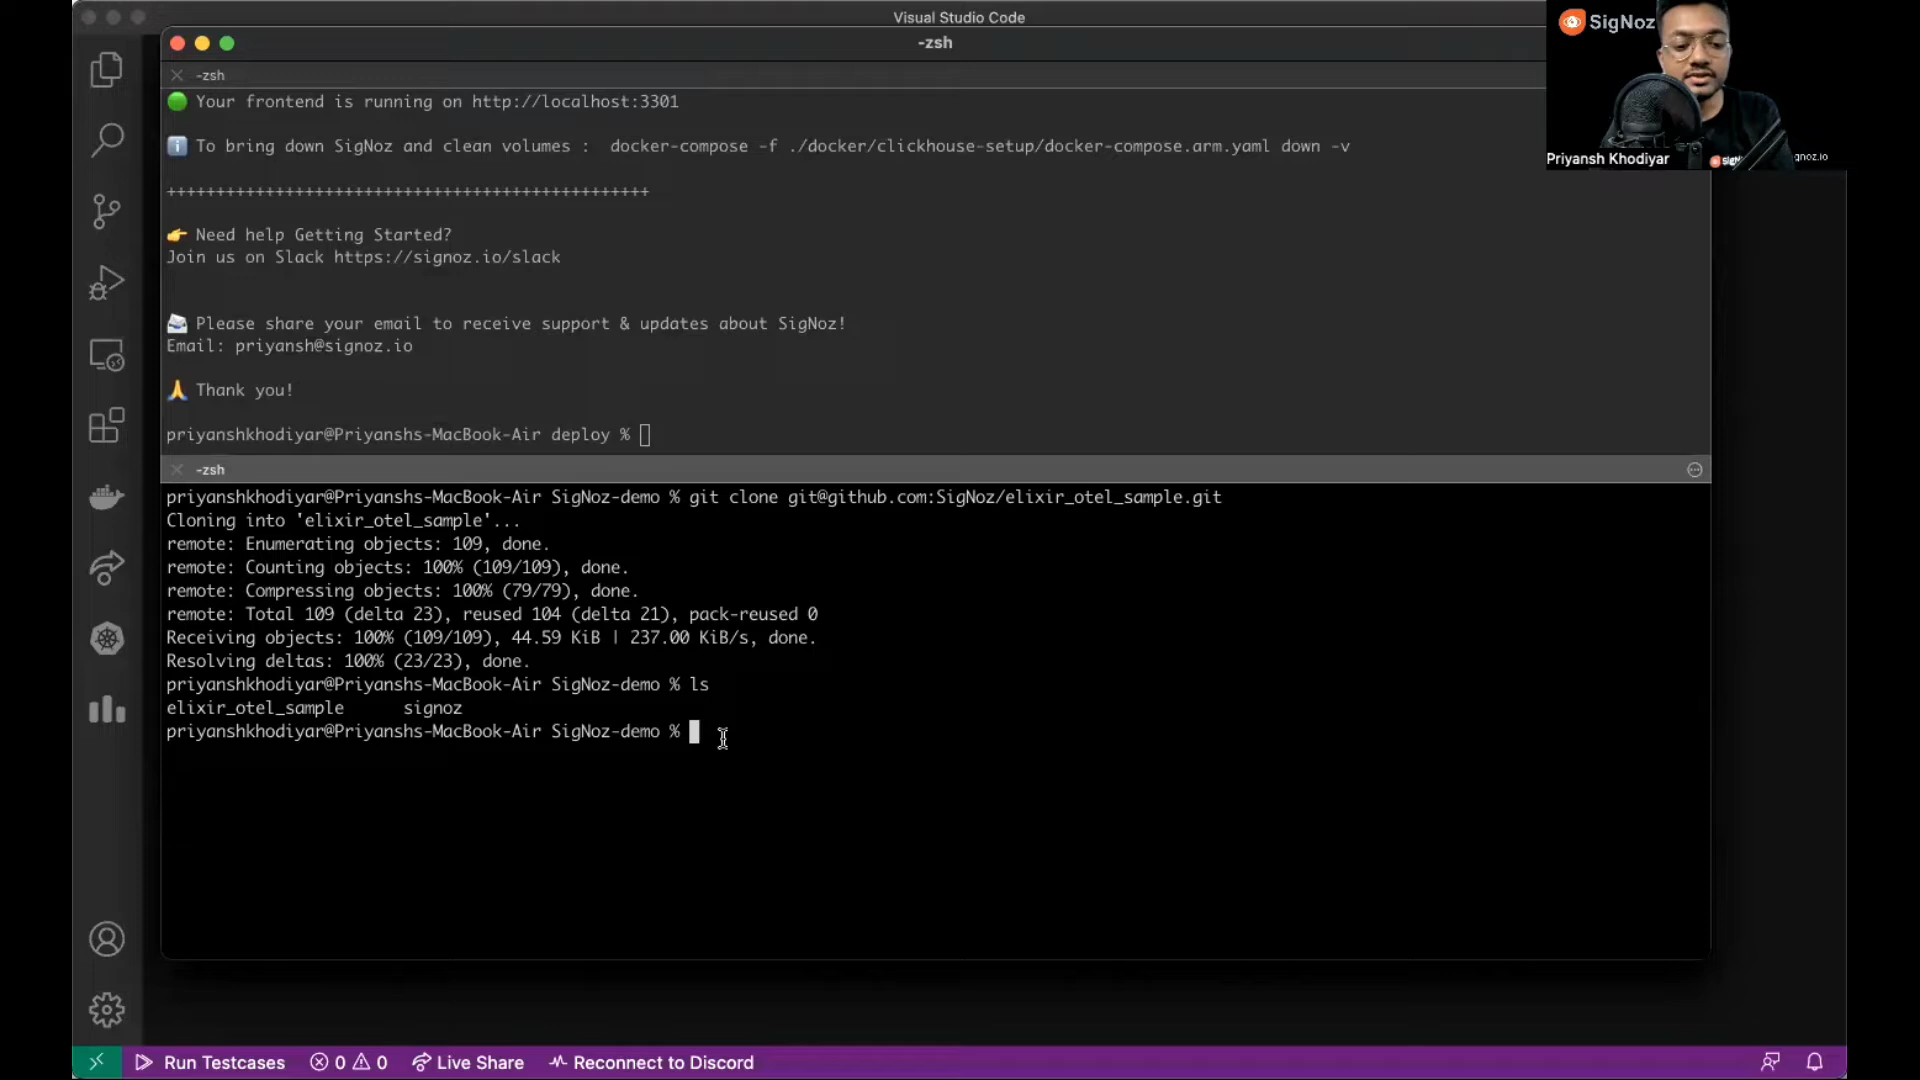 Visual Studio Code
-zsh
SigNoz
-zsh
Your frontend is running on http://localhost:3301
To bring down SigNoz and clean volumes :  docker-compose -f ./docker/clickhouse-setup/docker-compose.arm.yaml down -v
Priyansh Khodiyar
gnoz.io
+++++++++++++++++++++++++++++++++++++++++++++++++
Need help Getting Started?
Join us on Slack https://signoz.io/slack
Please share your email to receive support & updates about SigNoz!
Email: priyansh@signoz.io
Thank you!
priyanshkhodiyar@Priyanshs-MacBook-Air deploy %
-zsh
priyanshkhodiyar@Priyanshs-MacBook-Air SigNoz-demo % git clone git@github.com:SigNoz/elixir_otel_sample.git
Cloning into 'elixir_otel_sample'...
remote: Enumerating objects: 109, done.
remote: Counting objects: 100% (109/109), done.
remote: Compressing objects: 100% (79/79), done.
remote: Total 109 (delta 23), reused 104 (delta 21), pack-reused 0
Receiving objects: 100% (109/109), 44.59 KiB | 237.00 KiB/s, done.
Resolving deltas: 100% (23/23), done.
priyanshkhodiyar@Priyanshs-MacBook-Air SigNoz-demo % ls
elixir_otel_sample      signoz
priyanshkhodiyar@Priyanshs-MacBook-Air SigNoz-demo %
Run Testcases 0 0 Live Share Reconnect to Discord